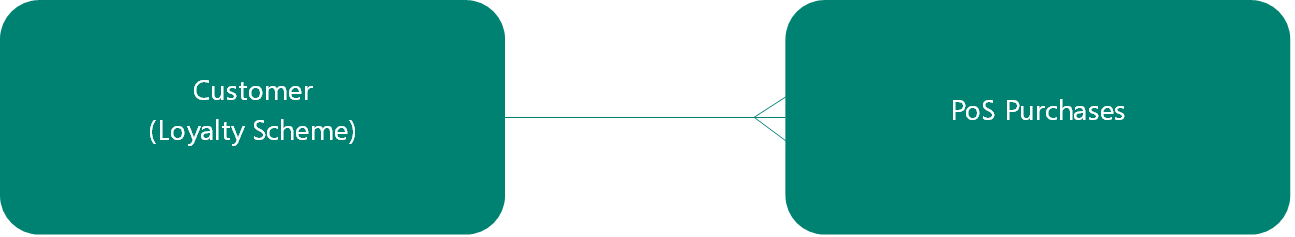 Customer
(Loyalty Scheme)
PoS Purchases